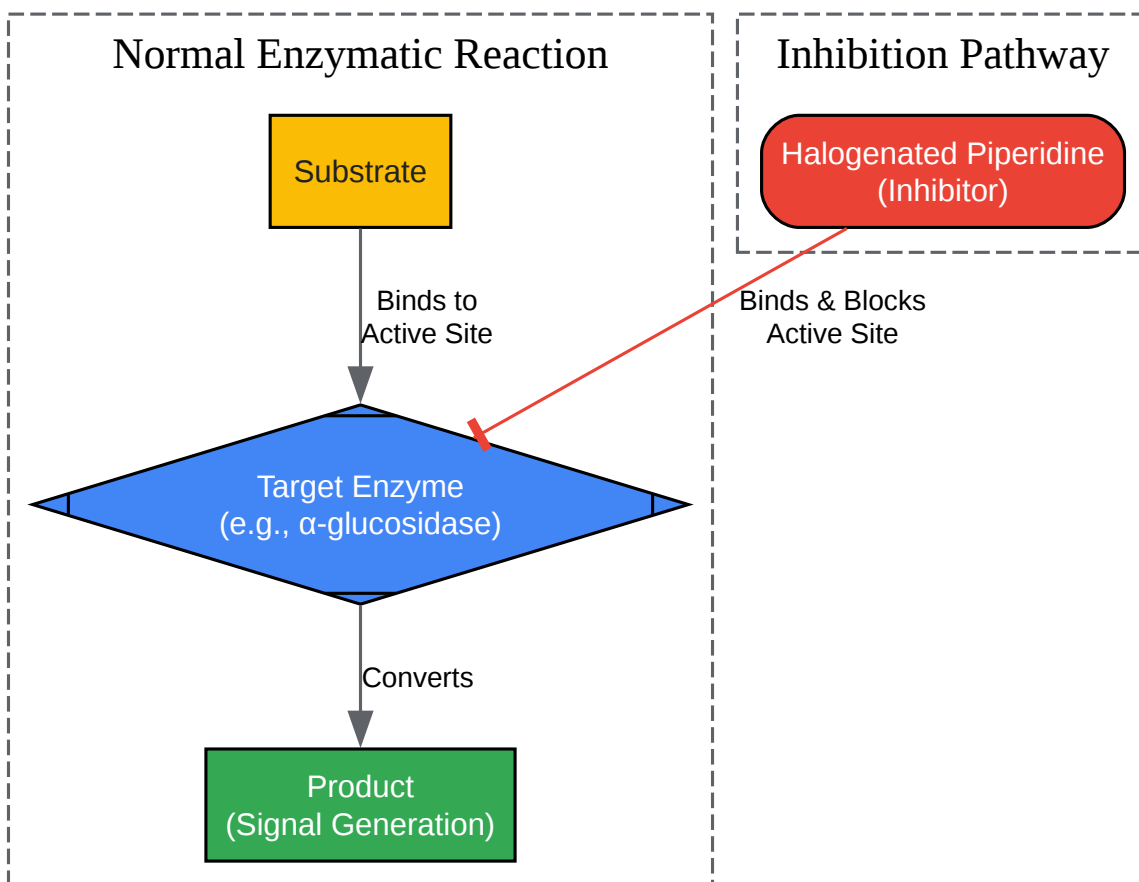 Normal Enzymatic Reaction
Inhibition Pathway
Substrate
Halogenated Piperidine
(Inhibitor)
Binds to
Active Site
Binds & Blocks
Active Site
Target Enzyme
(e.g., α-glucosidase)
Converts
Product
(Signal Generation)